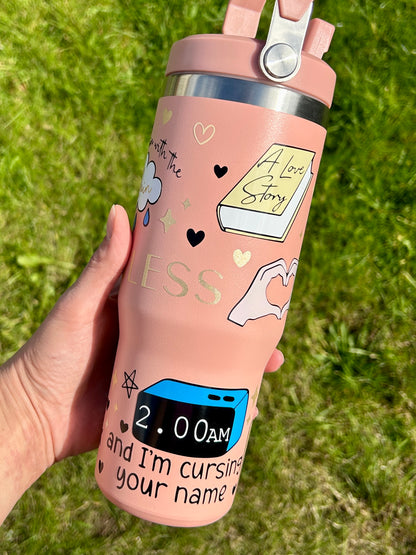 with the
A Love
Story
LESS
2.00AM
and I'm cursing
your name